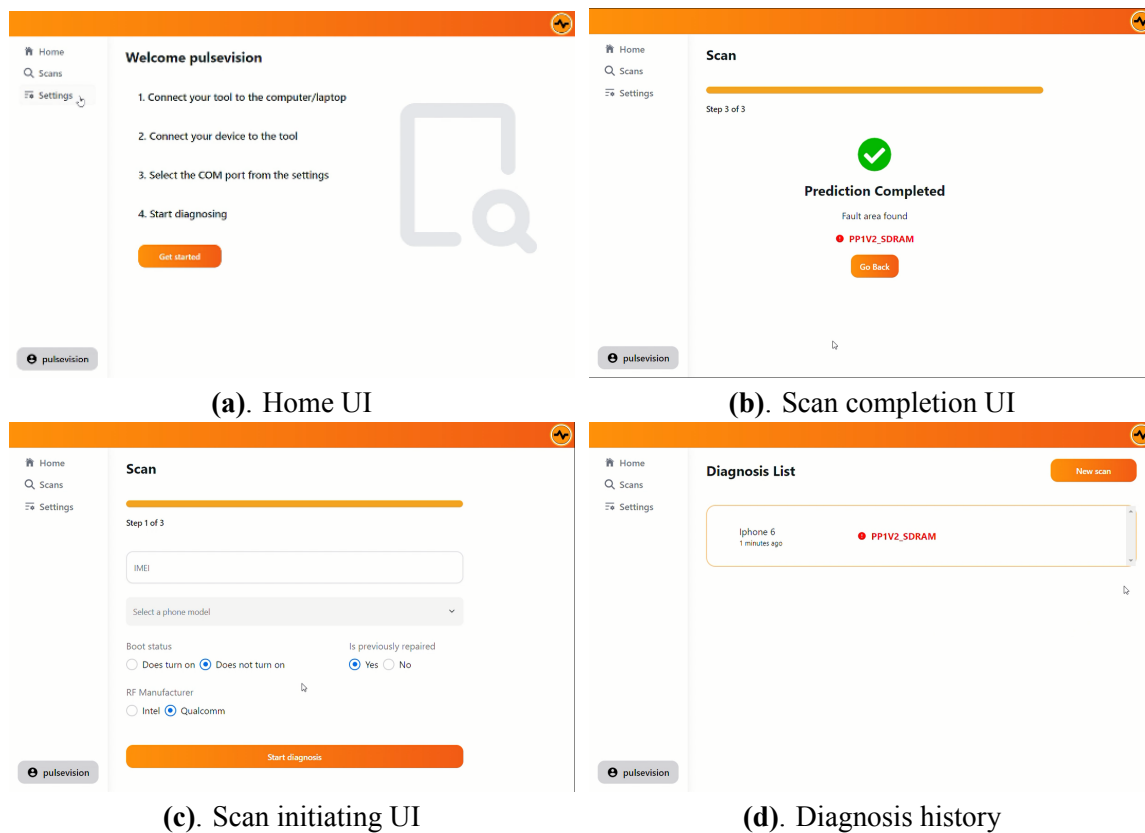 Home
Scans
Settings
Welcome pulsevision
1. Connect your tool to the computer/laptop
2. Connect your device to the tool
3. Select the COM port from the settings
4. Start diagnosing
Get started
pulsevision
(a). Home UI
Home
Scans
Settings
Scan
Step 3 of 3
Prediction Completed
Fault area found
PP1V2_SDRAM
Go Back
pulsevision
(b). Scan completion UI
Home
Scans
Settings
Scan
Step 1 of 3
IMEI
Select a phone model
Boot status Is previously repaired
Does turn on Does not turn on Yes No
RF Manufacturer
Intel Qualcomm
Start diagnosis
pulsevision
(c). Scan initiating UI
Home
Scans
Settings
Diagnosis List New scan
Iphone 6
1 minutes ago
PP1V2_SDRAM
pulsevision
(d). Diagnosis history